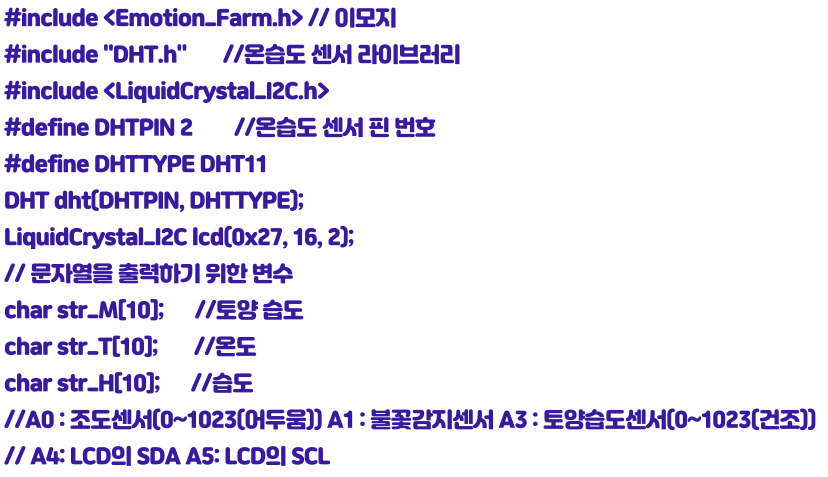 #include <Emotion_Farm.h> // 이모지
#include "DHT.h" //온습도 센서 라이브러리
#include <LiquidCrystal_I2C.h>
#define DHTPIN 2 //온습도 센서 핀 번호
#define DHTTYPE DHT11
DHT dht(DHTPIN, DHTTYPE);
LiquidCrystal_I2C lcd(0x27, 16, 2);
// 문자열을 출력하기 위한 변수
char str_M[10]; //토양 습도
char str_T[10]; //온도
char str_H[10]; //습도
//A0 : 조도센서(0~1023(어두움)) A1 : 불꽃감지센서 A3 : 토양습도센서(0~1023(건조))
// A4: LCD의 SDA A5: LCD의 SCL